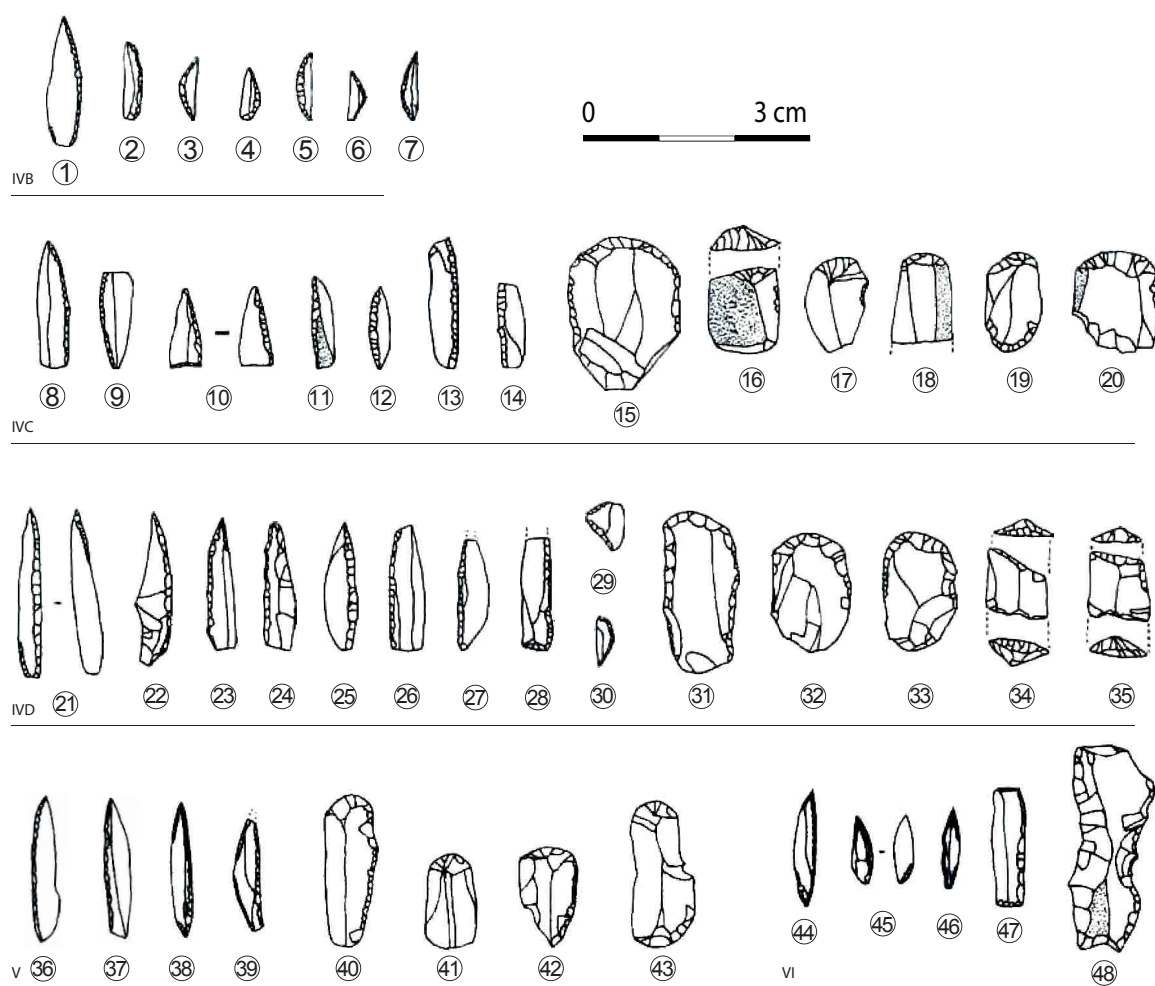 0 3 cm
① ② ③ ④ ⑤ ⑥ ⑦
IVB
⑧ ⑨ ⑩ ⑪ ⑫ ⑬ ⑭ ⑮ ⑯ ⑰ ⑱ ⑲ ⑳
IVC
㉑ ㉒ ㉓ ㉔ ㉕ ㉖ ㉗ ㉘ ㉙ ㉚ ㉛ ㉜ ㉝ ㉞ ㉟
IVD
V ㊱ ㊲ ㊳ ㊴ ㊵ ㊶ ㊷ ㊸ VI ㊹ ㊺ ㊻ ㊼ ㊽